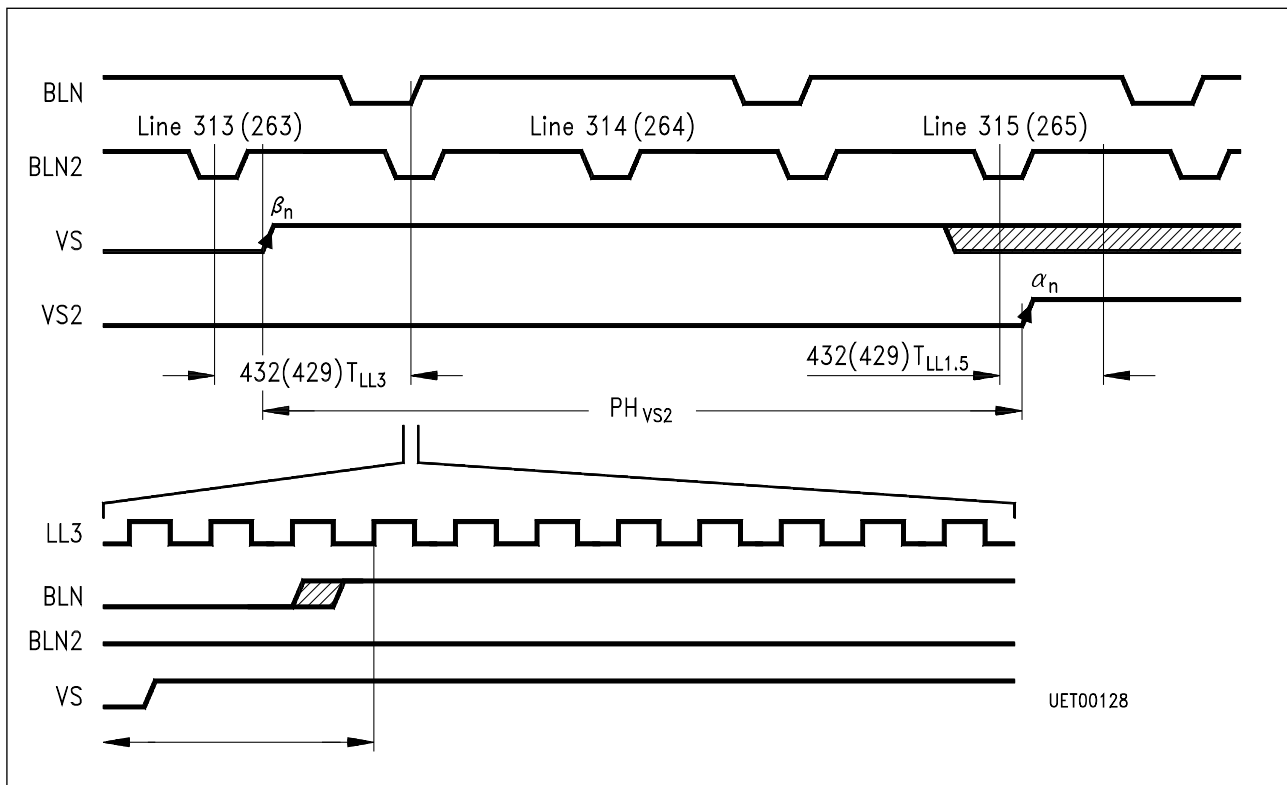 BLN
Line 313 (263) Line 314 (264) Line 315 (265)
BLN2
βn
VS
αn
VS2
432(429)TLL3 432(429)TLL1.5
PHVS2
LL3
BLN
BLN2
VS
UET00128